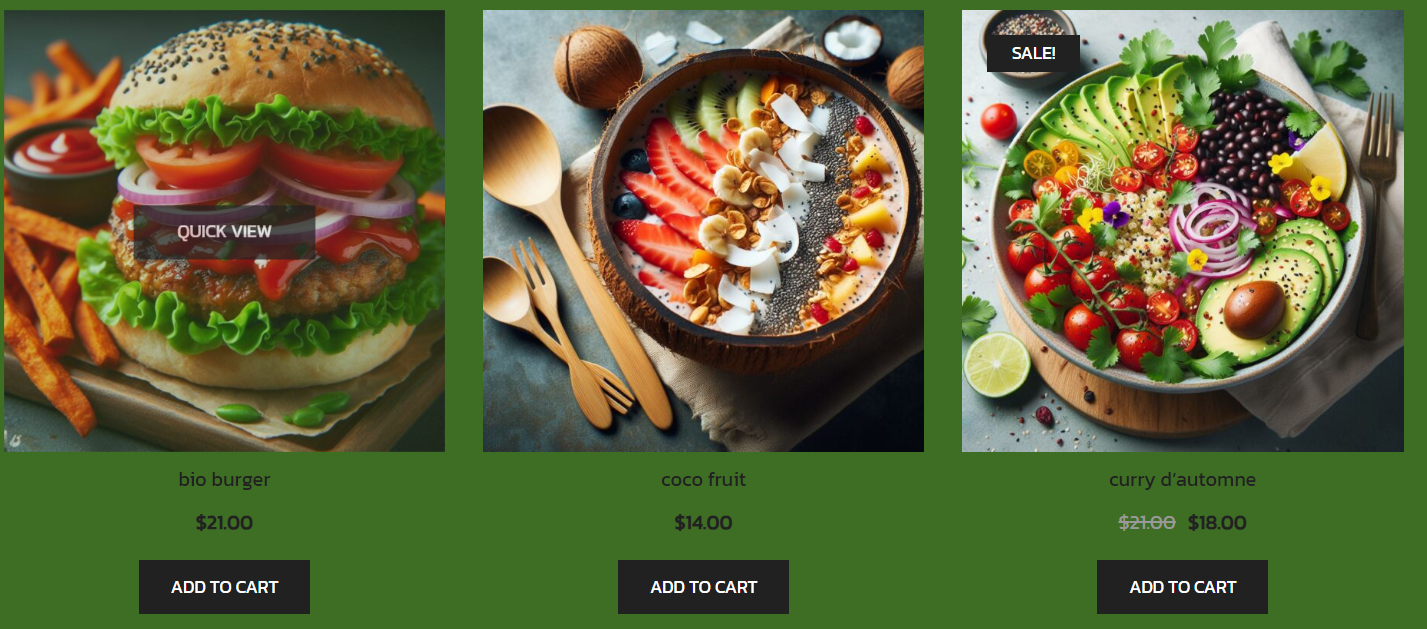 SALE!
QUICK VIEW
bio burger
coco fruit
curry d'automne
$21.00
$14.00
$21.00 $18.00
ADD TO CART
ADD TO CART
ADD TO CART